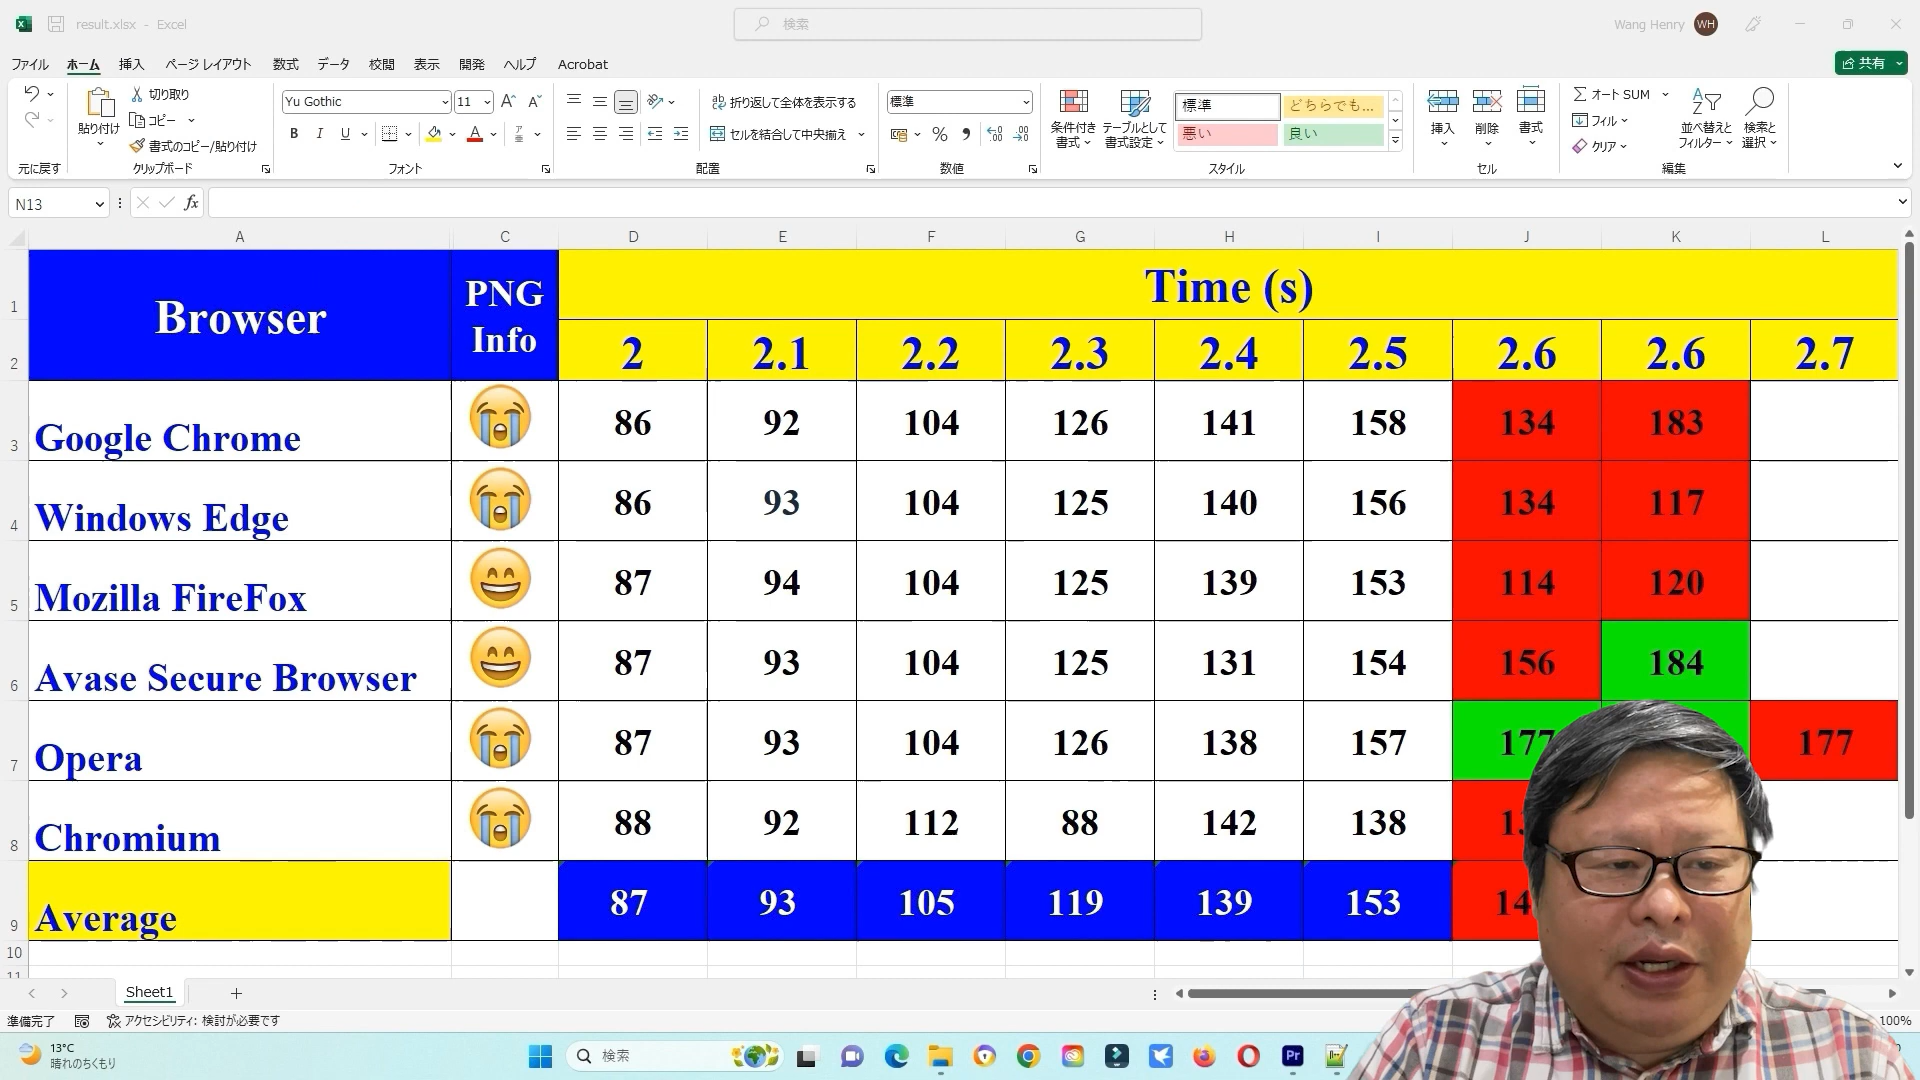 result.xlsx - Excel
検索
Wang Henry WH
ファイル ホーム 挿入 ページ レイアウト 数式 データ 校閲 表示 開発 ヘルプ Acrobat
共有
元に戻す
貼り付け
切り取り
コピー
書式のコピー/貼り付け
クリップボード
Yu Gothic 11
B I U
フォント
折り返して全体を表示する
セルを結合して中央揃え
配置
標準
数値
条件付き書式
テーブルとして書式設定
標準 どちらでも...
悪い 良い
スタイル
挿入 削除 書式
セル
オート SUM
フィル
クリア
並べ替えとフィルター
検索と選択
編集
N13 fx
A C D E F G H I J K L
1 Browser PNG Info Time (s)
2 2 2.1 2.2 2.3 2.4 2.5 2.6 2.6 2.7
3 Google Chrome 86 92 104 126 141 158 134 183
4 Windows Edge 86 93 104 125 140 156 134 117
5 Mozilla FireFox 87 94 104 125 139 153 114 120
6 Avase Secure Browser 87 93 104 125 131 154 156 184
7 Opera 87 93 104 126 138 157 177 177
8 Chromium 88 92 112 88 142 138
9 Average 87 93 105 119 139 153
10
11
Sheet1
準備完了 アクセシビリティ: 検討が必要です 100%
13°C
晴れのちくもり
検索
Pr